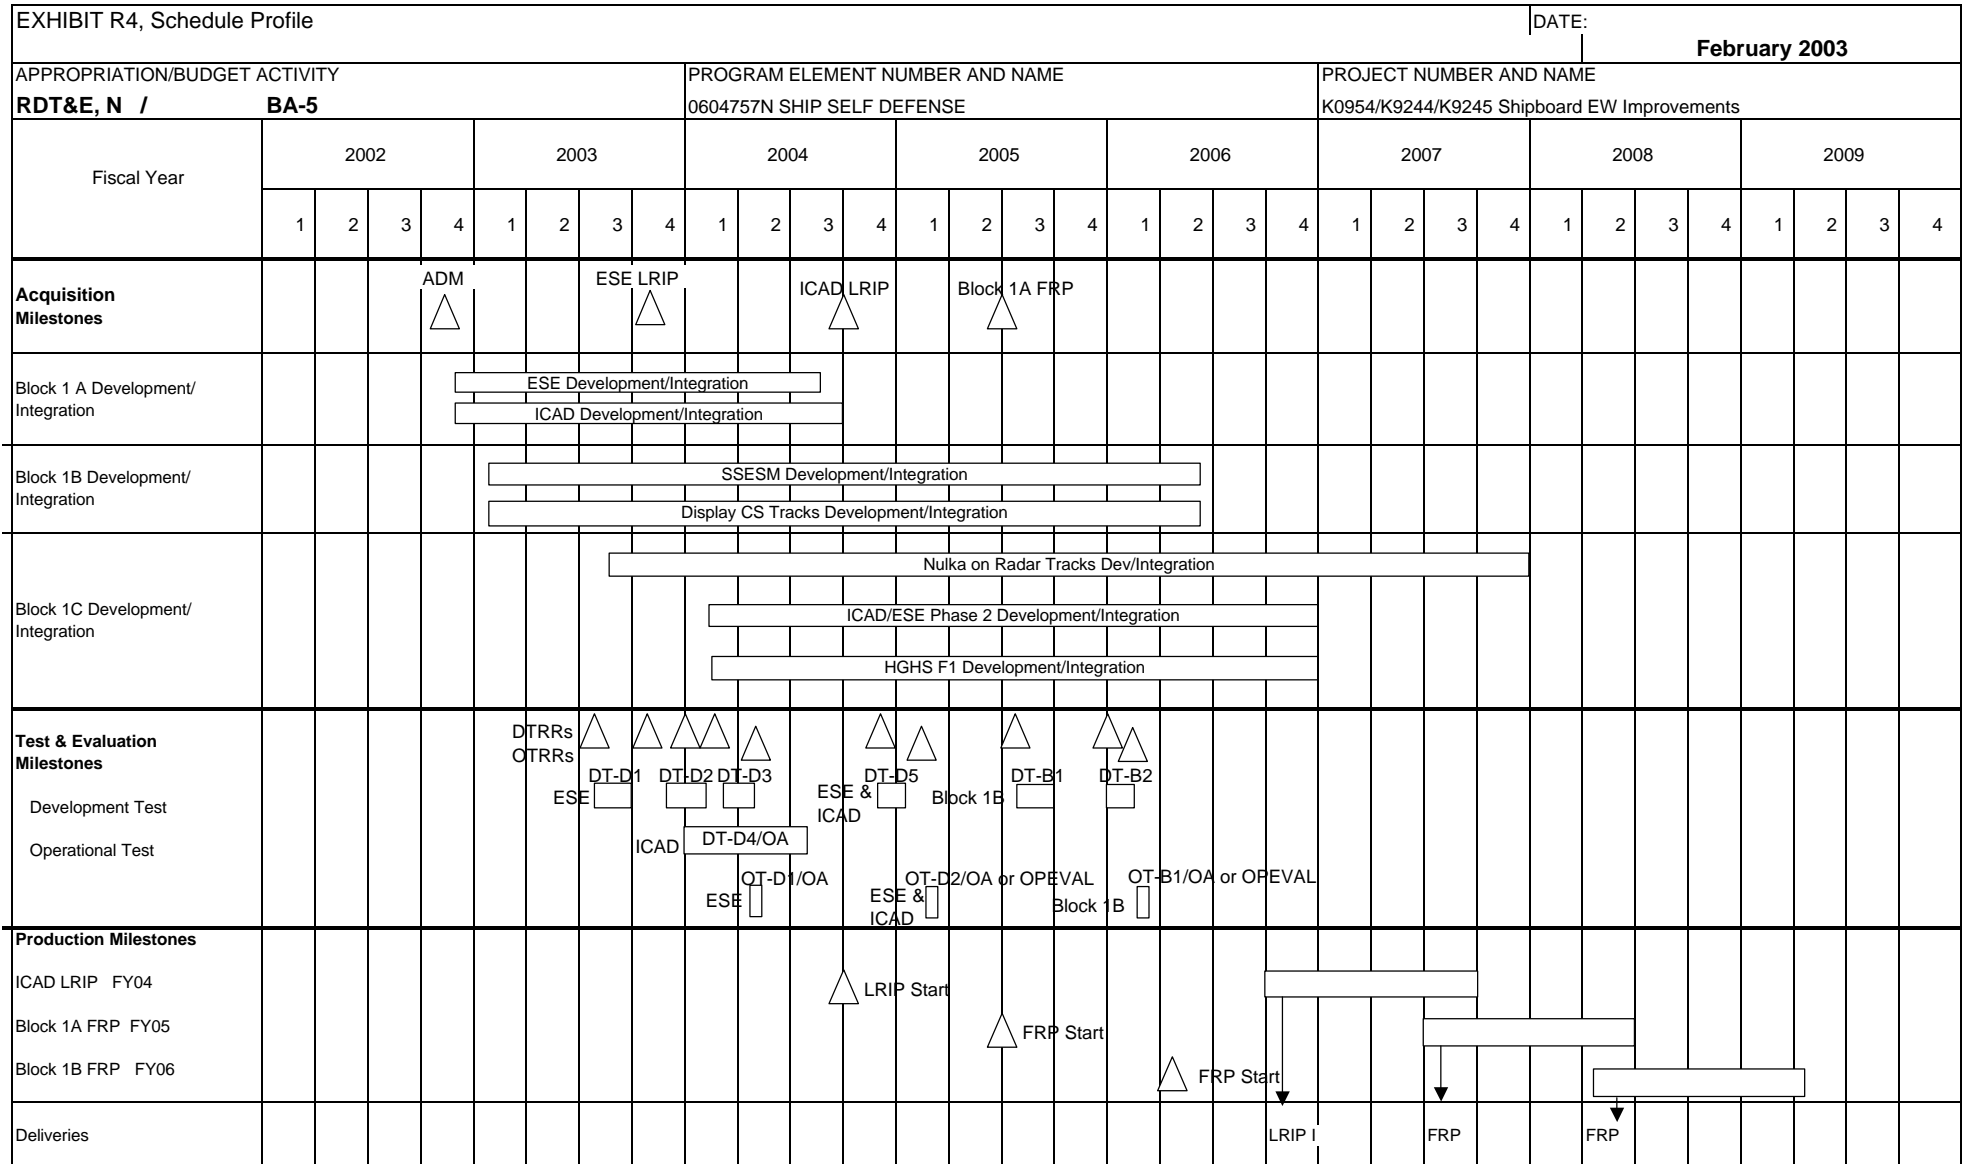 EXHIBIT R4, Schedule Profile
DATE:
February 2003
APPROPRIATION/BUDGET ACTIVITY
PROGRAM ELEMENT NUMBER AND NAME
PROJECT NUMBER AND NAME
RDT&E, N / BA-5
0604757N SHIP SELF DEFENSE
K0954/K9244/K9245 Shipboard EW Improvements
Fiscal Year
2002 2003 2004 2005 2006 2007 2008 2009
1 2 3 4 1 2 3 4 1 2 3 4 1 2 3 4 1 2 3 4 1 2 3 4 1 2 3 4 1 2 3 4
Acquisition
Milestones
ADM
ESE LRIP
ICAD LRIP
Block 1A FRP
Block 1 A Development/
Integration
ESE Development/Integration
ICAD Development/Integration
Block 1B Development/
Integration
SSESM Development/Integration
Display CS Tracks Development/Integration
Block 1C Development/
Integration
Nulka on Radar Tracks Dev/Integration
ICAD/ESE Phase 2 Development/Integration
HGHS F1 Development/Integration
Test & Evaluation
Milestones
DTRRs
OTRRs
Development Test
DT-D1
DT-D2
DT-D3
DT-D5
DT-B1
DT-B2
ESE
ESE &
ICAD
Block 1B
Operational Test
ICAD
DT-D4/OA
OT-D1/OA
OT-D2/OA or OPEVAL
OT-B1/OA or OPEVAL
ESE
ESE &
ICAD
Block 1B
Production Milestones
ICAD LRIP FY04
LRIP Start
Block 1A FRP FY05
FRP Start
Block 1B FRP FY06
FRP Start
Deliveries
LRIP I
FRP
FRP